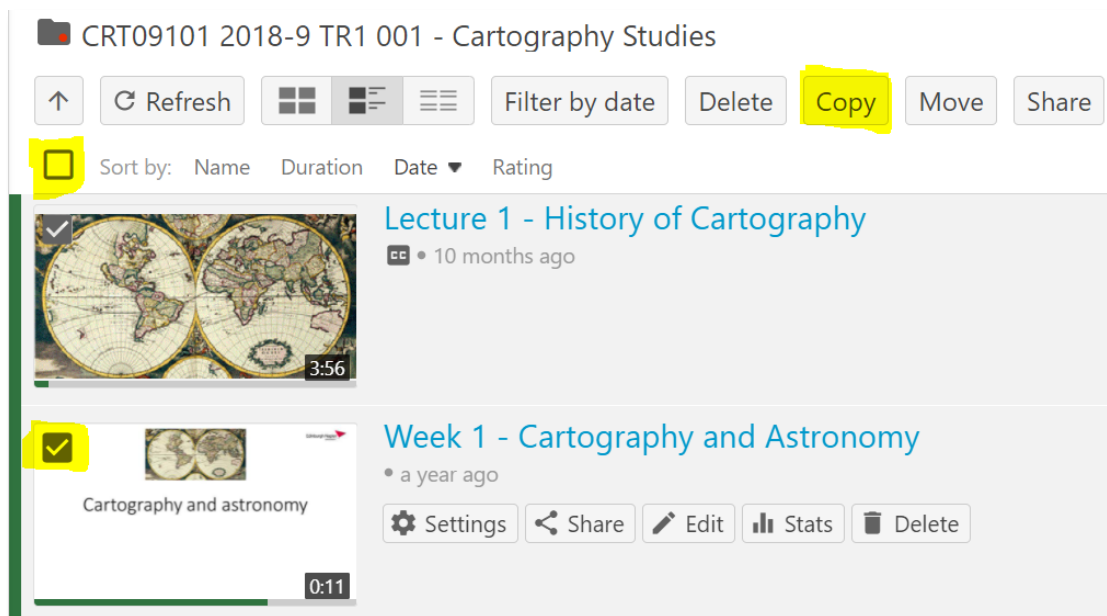 CRT09101 2018-9 TR1 001 - Cartography Studies
Refresh Filter by date Delete Copy Move Share
Sort by: Name Duration Date Rating
Lecture 1 - History of Cartography
CC • 10 months ago
3:56
Week 1 - Cartography and Astronomy
• a year ago
Cartography and astronomy
Settings Share Edit Stats Delete
0:11